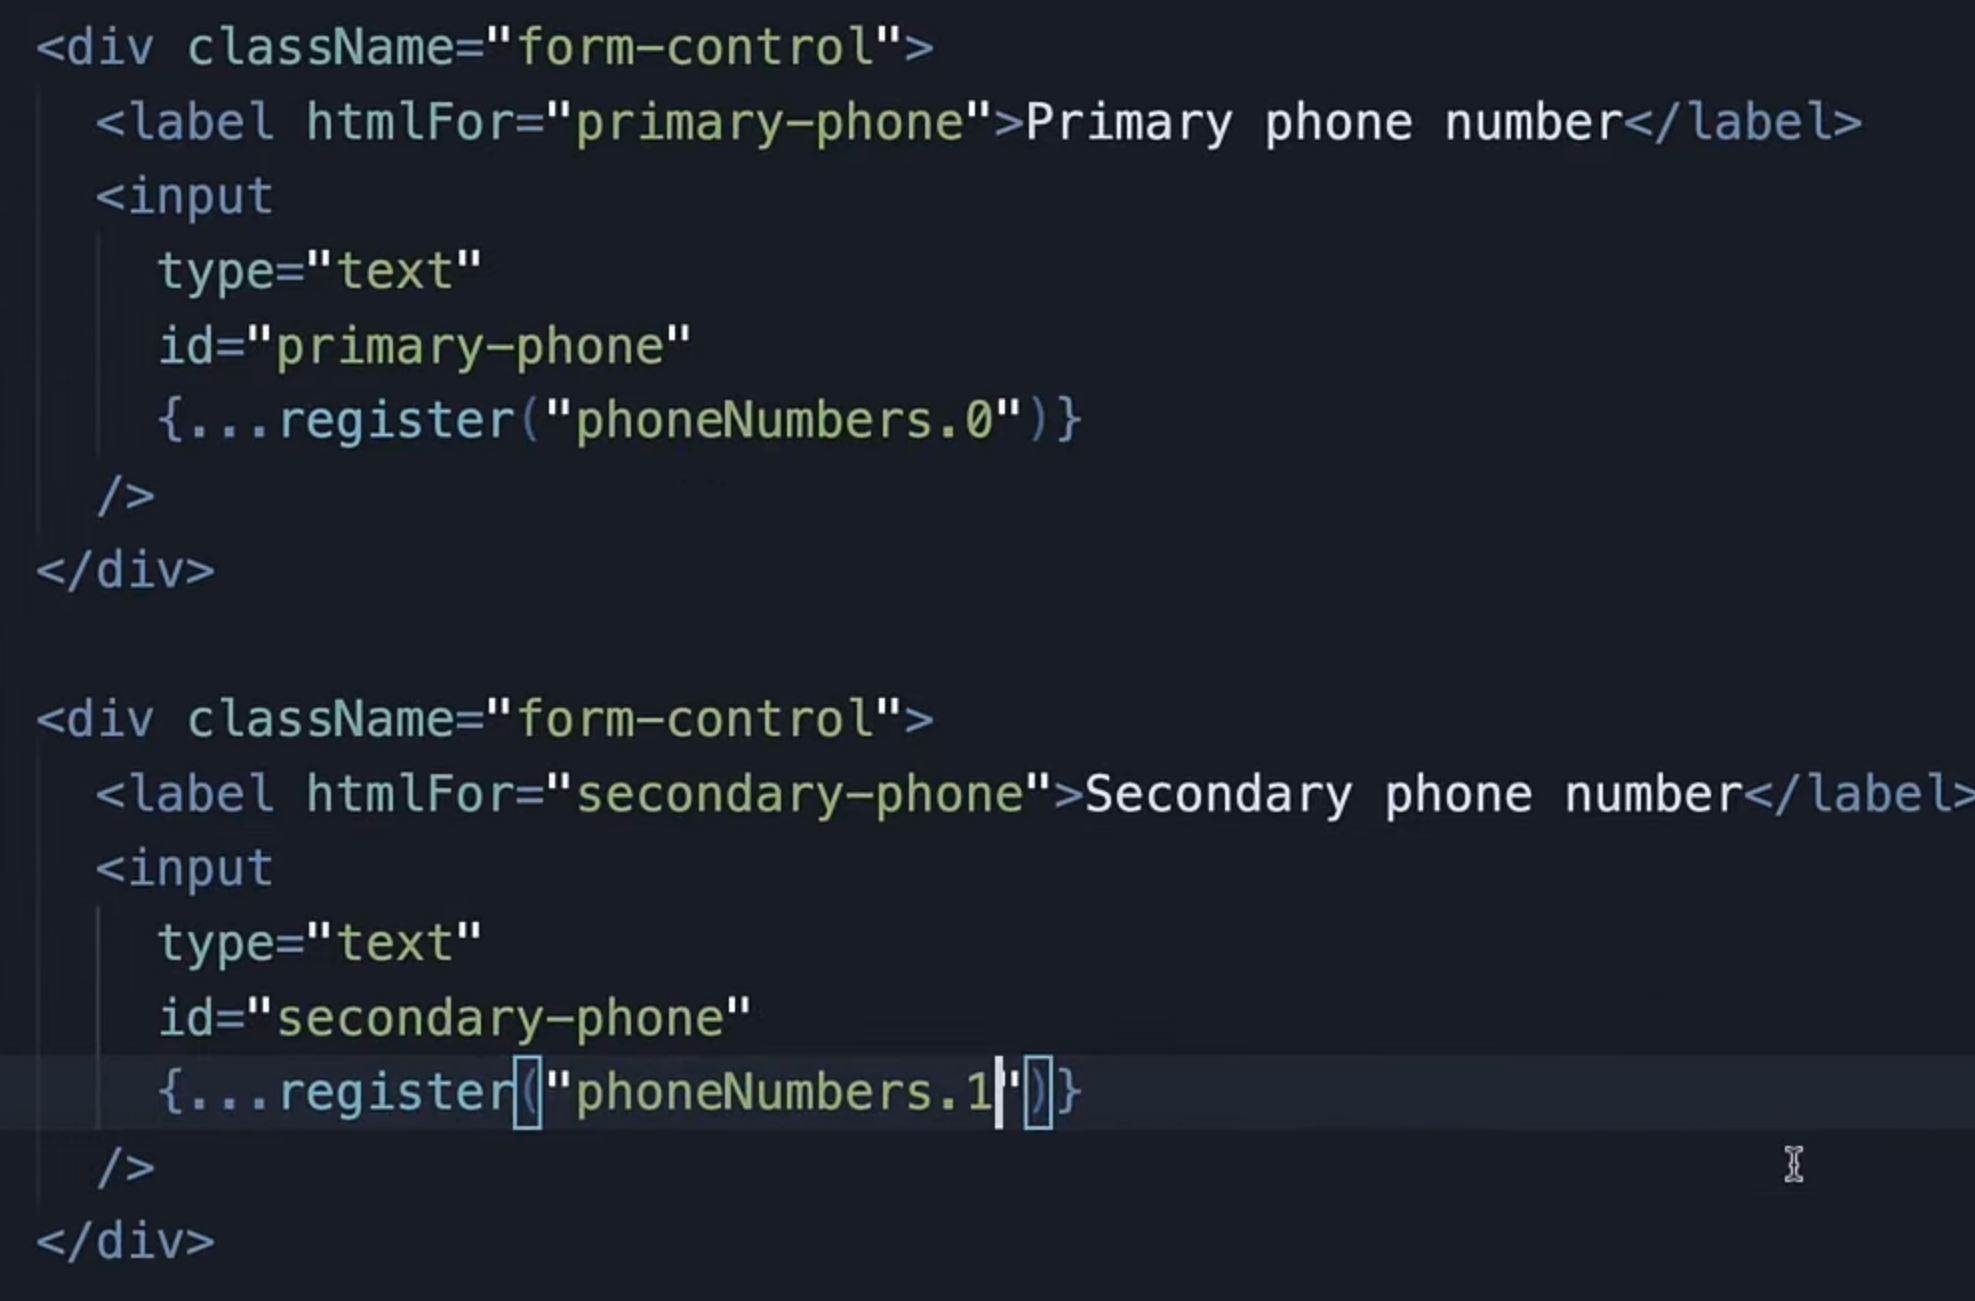 <div className="form-control">
<label htmlFor="primary-phone">Primary phone number</label>
<input
type="text"
id="primary-phone"
{...register("phoneNumbers.0")}
/>
</div>
<div className="form-control">
<label htmlFor="secondary-phone">Secondary phone number</label>
<input
type="text"
id="secondary-phone"
{...register("phoneNumbers.1")}
/>
</div>